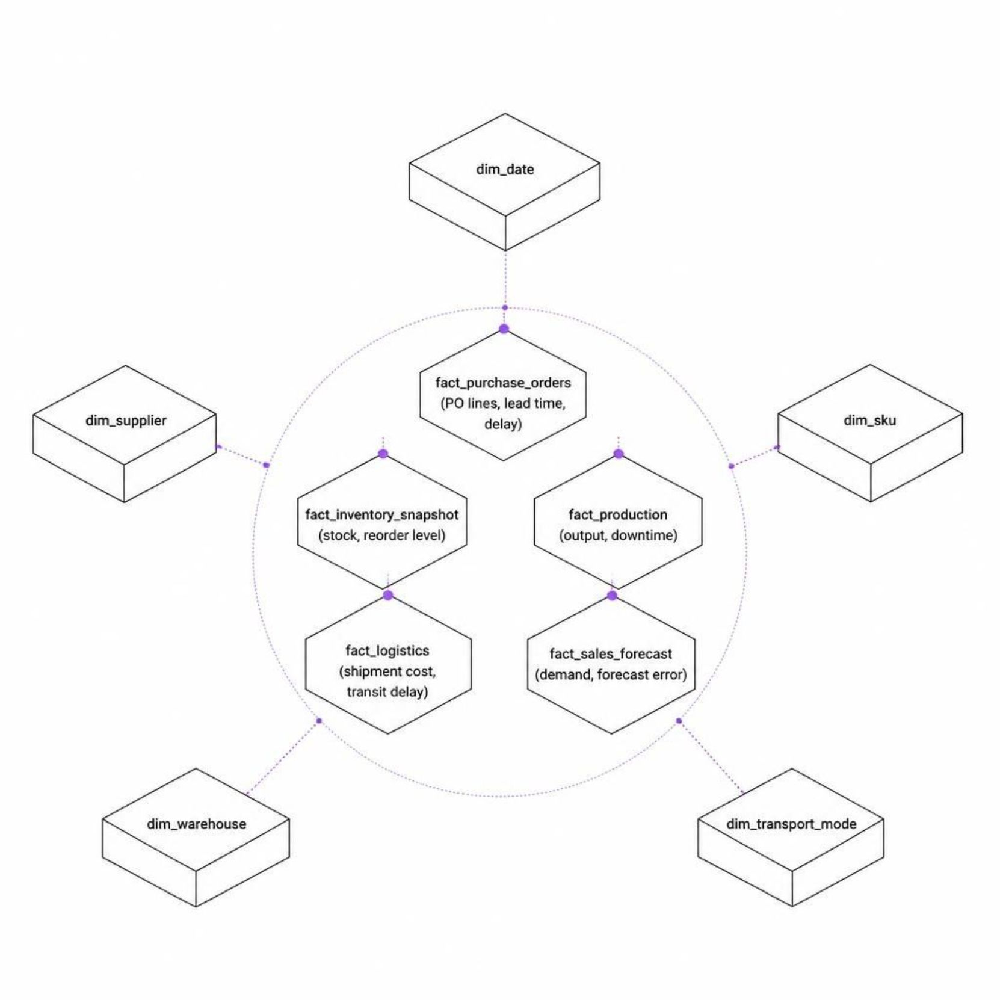 dim_date
fact_purchase_orders
(PO lines, lead time,
delay)
dim_supplier
dim_sku
fact_inventory_snapshot
(stock, reorder level)
fact_production
(output, downtime)
fact_logistics
(shipment cost,
transit delay)
fact_sales_forecast
(demand, forecast error)
dim_warehouse
dim_transport_mode